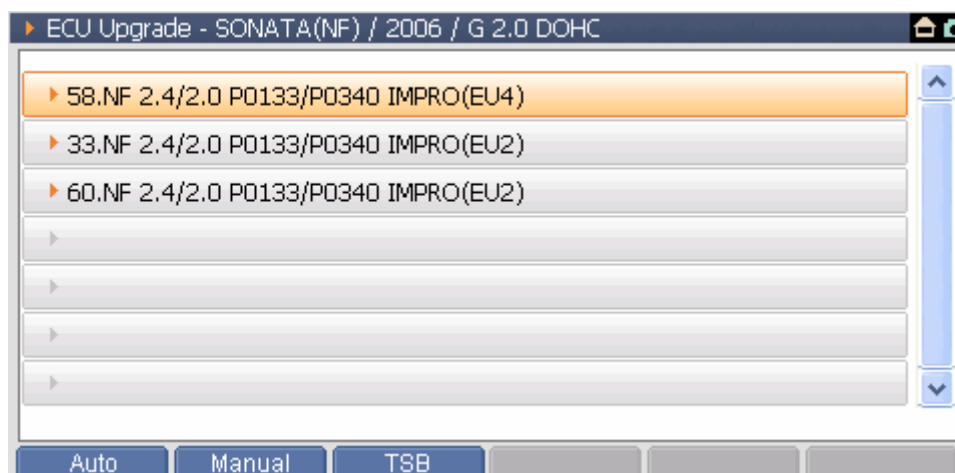 ECU Upgrade - SONATA(NF) / 2006 / G 2.0 DOHC
58.NF 2.4/2.0 P0133/P0340 IMPRO(EU4)
33.NF 2.4/2.0 P0133/P0340 IMPRO(EU2)
60.NF 2.4/2.0 P0133/P0340 IMPRO(EU2)
Auto Manual TSB